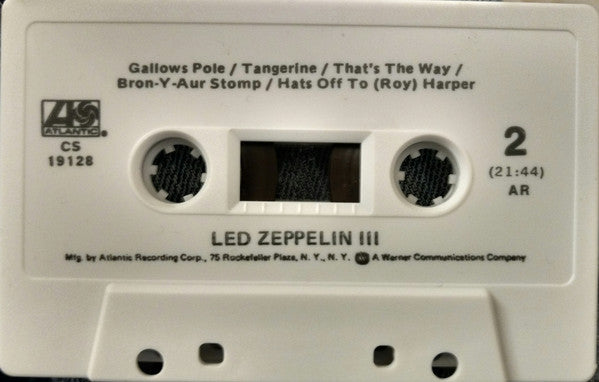 Gallows Pole / Tangerine / That's The Way /
Bron-Y-Aur Stomp / Hats Off To (Roy) Harper
ATLANTIC
CS
19128
2
(21:44)
AR
LED ZEPPELIN III
Mfg. by Atlantic Recording Corp., 75 Rockefeller Plaza, N. Y., N. Y. A Warner Communications Company